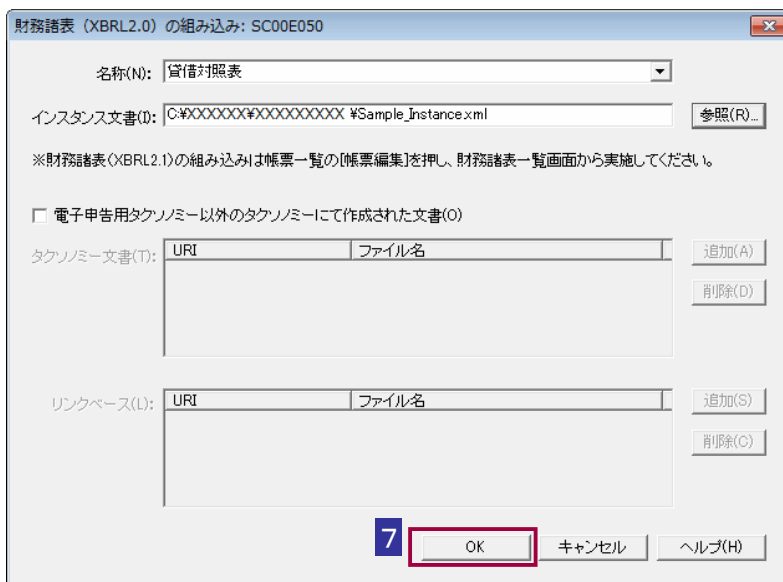 財務諸表（XBRL2.0）の組み込み: SC00E050
名称(N): 貸借対照表
インスタンス文書(I): C:¥XXXXXX¥XXXXXXXXX ¥Sample_Instance.xml 参照(R)...
※財務諸表(XBRL2.1)の組み込みは帳票一覧の[帳票編集]を押し、財務諸表一覧画面から実施してください。
電子申告用タクソノミー以外のタクソノミーにて作成された文書(O)
タクソノミー文書(T): URI ファイル名 追加(A)
削除(D)
リンクベース(L): URI ファイル名 追加(S)
削除(C)
7 OK キャンセル ヘルプ(H)